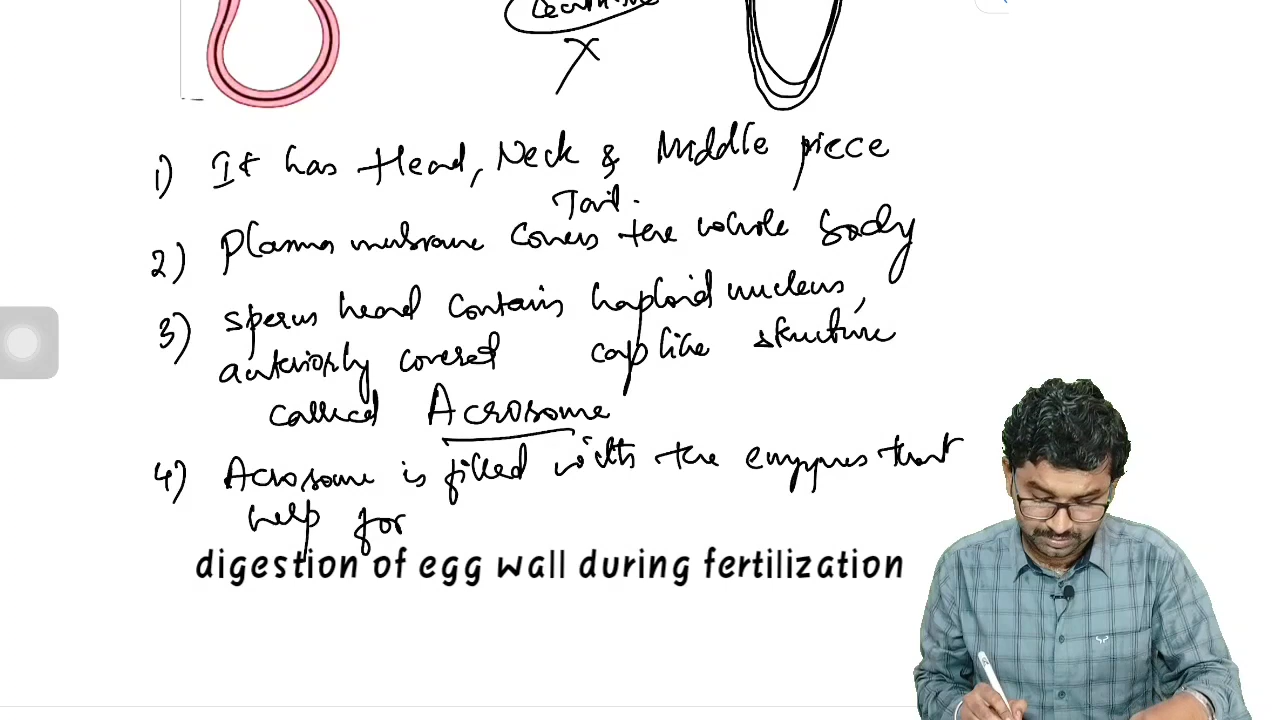 1) It has Head, Neck & Middle piece
Tail.
2) Plasma membrane covers the whole body
3) sperm head contains haploid nucleus,
anteriorly covered cap like structure
called Acrosome
4) Acrosome is filled with the enzymes that
help for
digestion of egg wall during fertilization